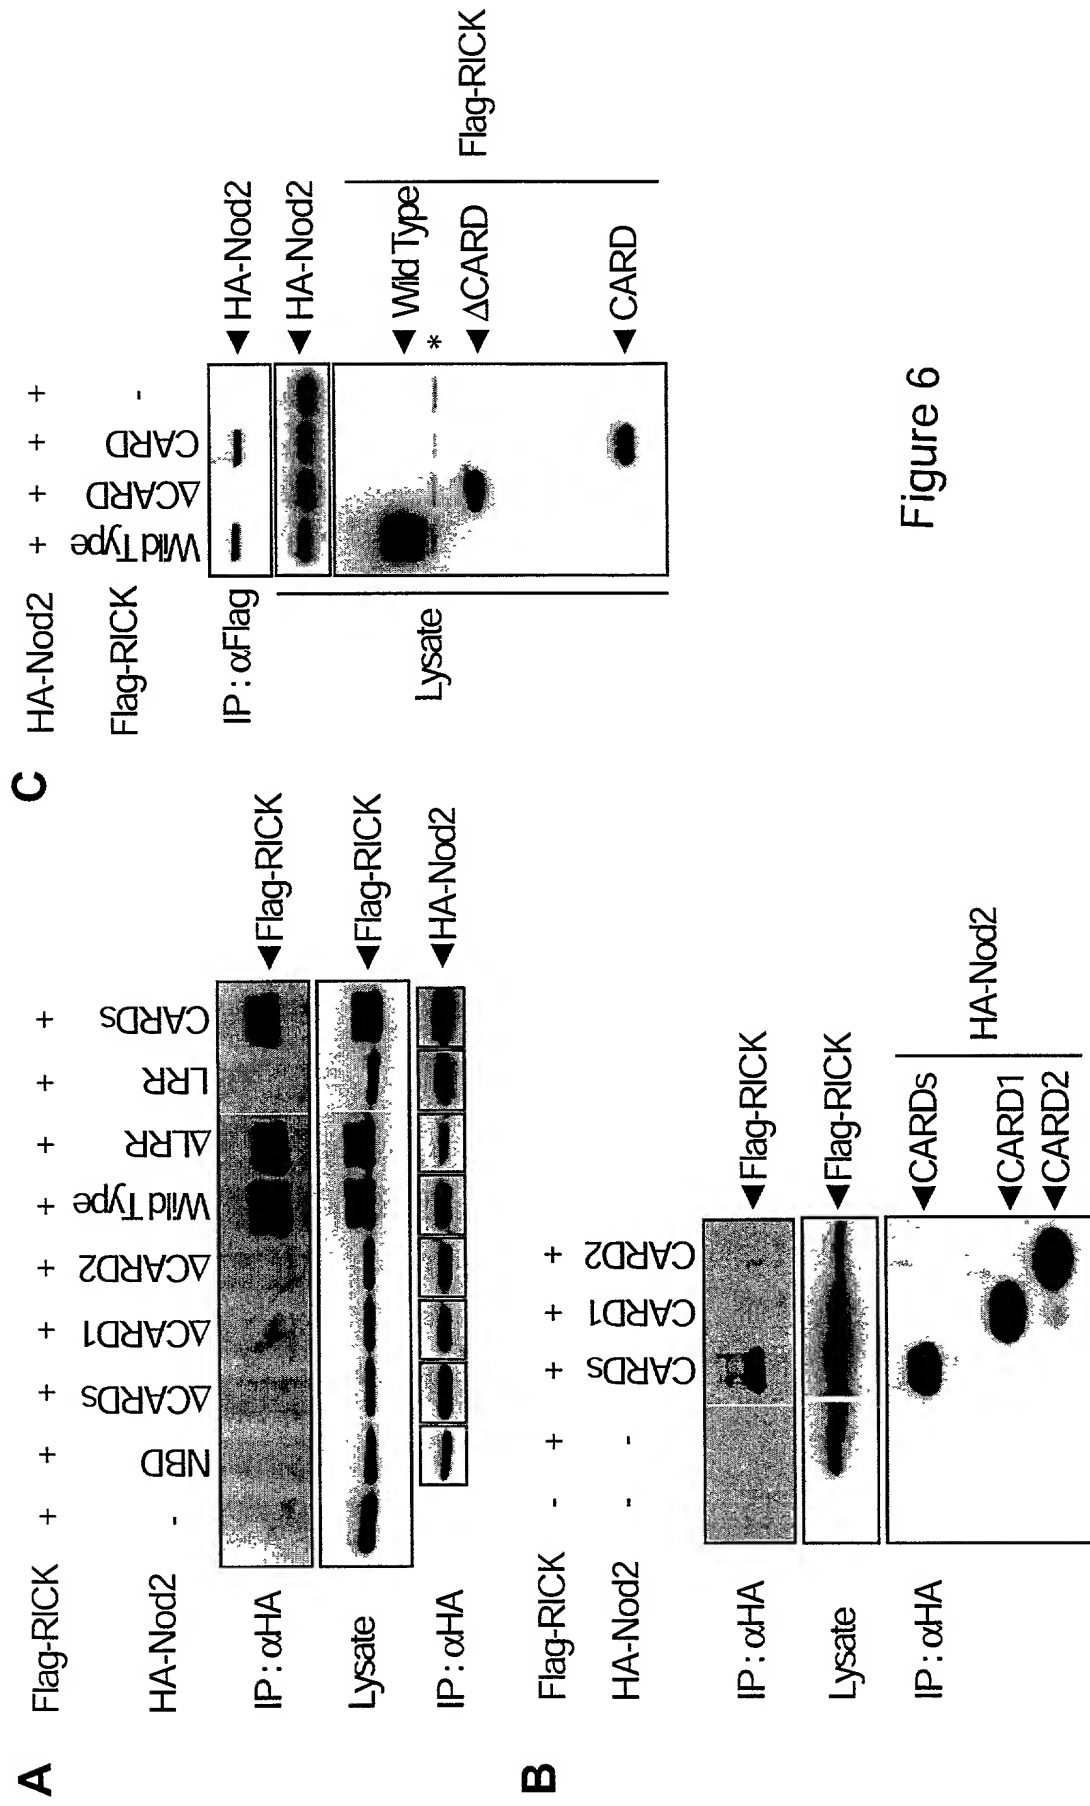 A
Flag-RICK + + + + + + + + +
HA-Nod2 - NBD ΔCARDs ΔCARD1 ΔCARD2 Wild Type ΔLRR LRR CARDs
IP : αHA ◀Flag-RICK
Lysate ◀Flag-RICK
IP : αHA ◀HA-Nod2
B
Flag-RICK - + + + +
HA-Nod2 - - CARDs CARD1 CARD2
IP : αHA ◀Flag-RICK
Lysate ◀Flag-RICK
IP : αHA ◀CARDs
◀CARD1
◀CARD2
HA-Nod2
C
HA-Nod2 + + + +
Flag-RICK Wild Type ΔCARD CARD -
IP : αFlag ◀HA-Nod2
Lysate ◀HA-Nod2
◀Wild Type
*
◀ΔCARD
◀CARD
Flag-RICK
Figure 6